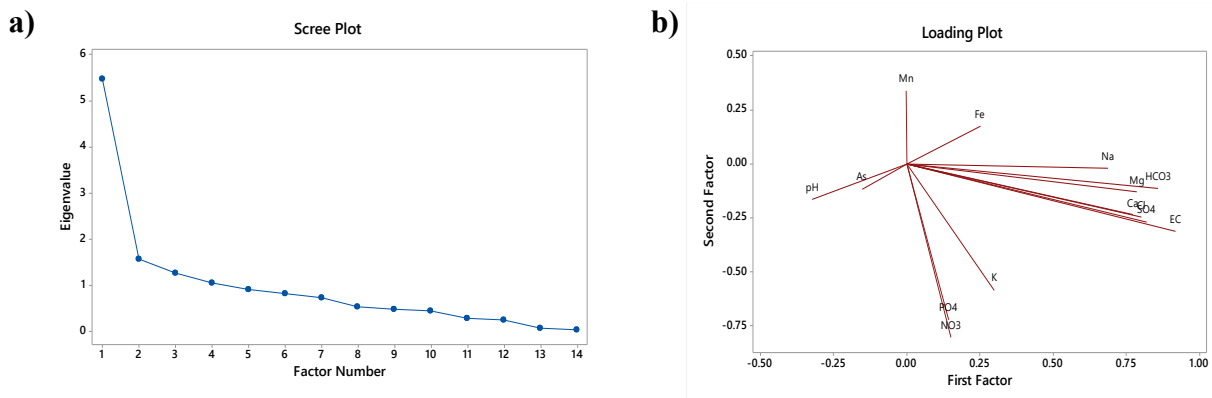 a)
Scree Plot
6
5
4
3
2
1
0
Eigenvalue
1 2 3 4 5 6 7 8 9 10 11 12 13 14
Factor Number
b)
Loading Plot
0.50
0.25
0.00
-0.25
-0.50
-0.75
Second Factor
Mn
Fe
Na
As
pH
Mg HCO3
Ca Cl
SO4
EC
K
PO4
NO3
-0.50 -0.25 0.00 0.25 0.50 0.75 1.00
First Factor